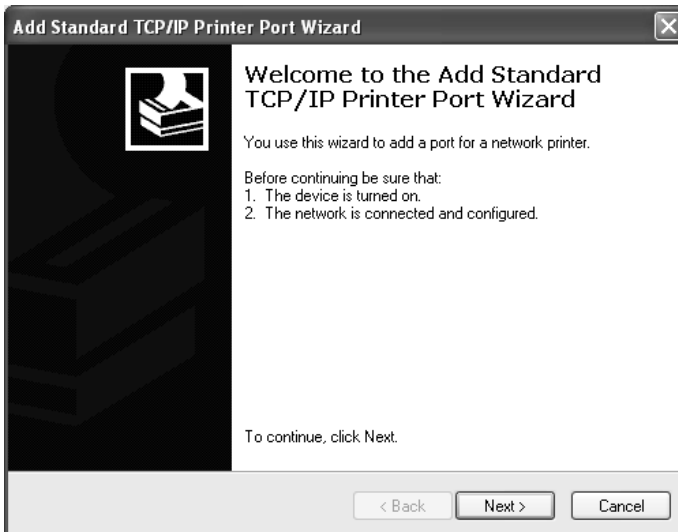 Add Standard TCP/IP Printer Port Wizard
Welcome to the Add Standard
TCP/IP Printer Port Wizard
You use this wizard to add a port for a network printer.
Before continuing be sure that:
1. The device is turned on.
2. The network is connected and configured.
To continue, click Next.
< Back
Next >
Cancel